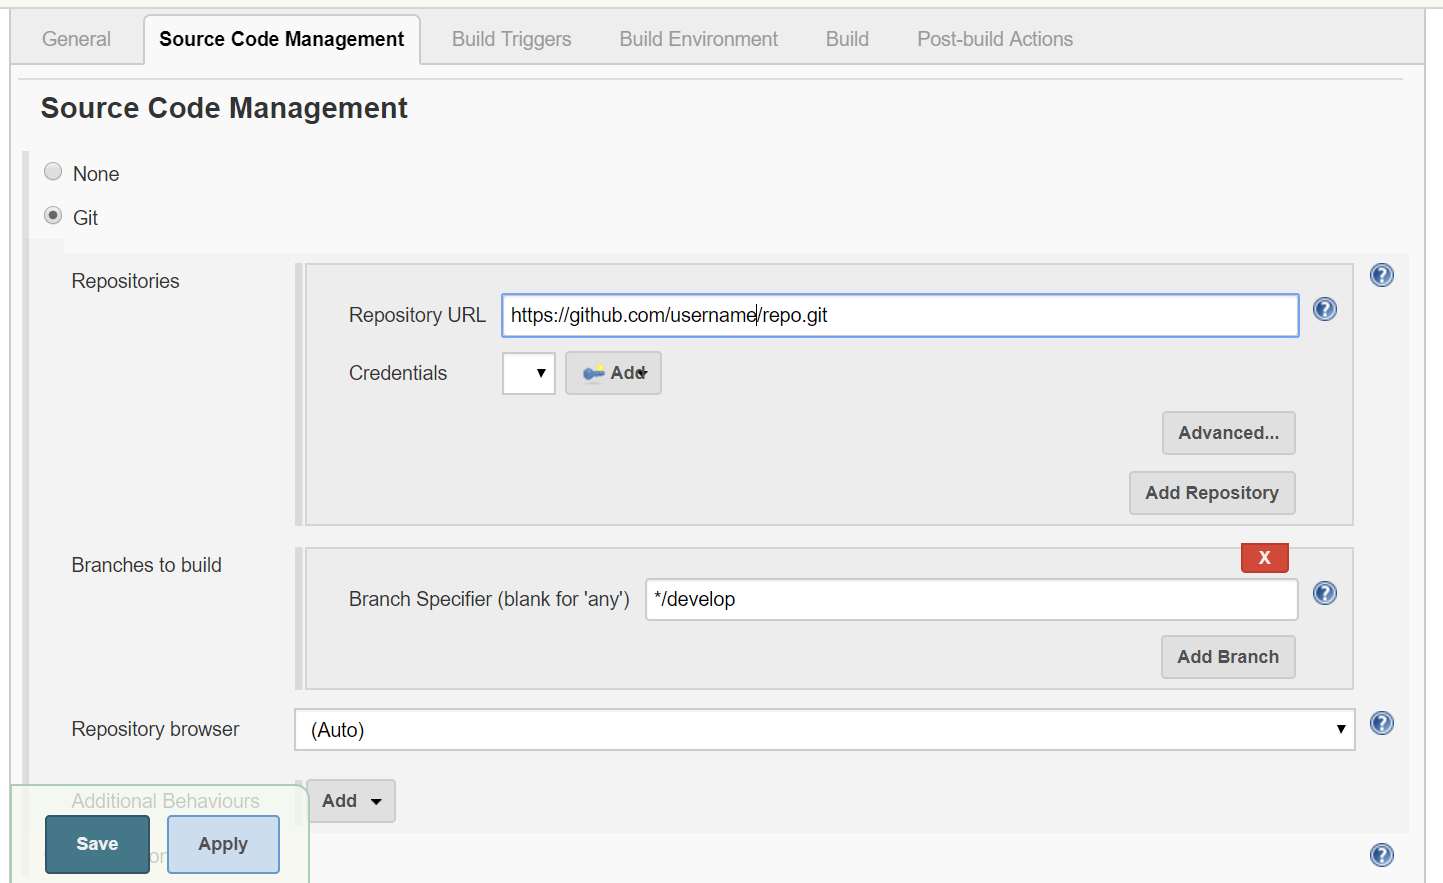 General Source Code Management Build Triggers Build Environment Build Post-build Actions
Source Code Management
None
Git
Repositories
Repository URL https://github.com/username/repo.git
Credentials Add
Advanced...
Add Repository
Branches to build
X
Branch Specifier (blank for 'any') */develop
Add Branch
Repository browser (Auto)
Additional Behaviours Add
Save Apply